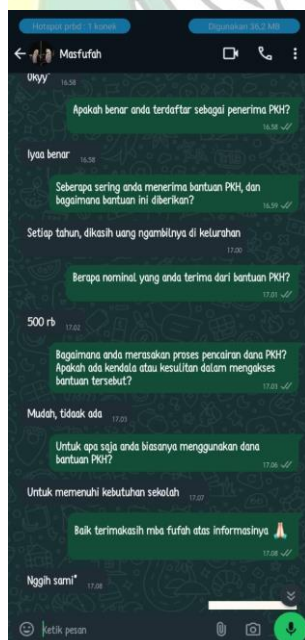 Hotspot pribd : 1 konek Digunakan 36,2 MB
Masfufah
Okyy 16.58
Apakah benar anda terdaftar sebagai penerima PKH?
16.58
Iyaa benar 16.58
Seberapa sering anda menerima bantuan PKH, dan
bagaimana bantuan ini diberikan?
16.59
Setiap tahun, dikasih uang ngambilnya di kelurahan
17.00
Berapa nominal yang anda terima dari bantuan PKH?
17.01
500 rb 17.02
Bagaimana anda merasakan proses pencairan dana PKH?
Apakah ada kendala atau kesulitan dalam mengakses
bantuan tersebut?
17.03
Mudah, tidaak ada 17.05
Untuk apa saja anda biasanya menggunakan dana
bantuan PKH?
17.06
Untuk memenuhi kebutuhan sekolah 17.07
Baik terimakasih mba fufah atas informasinya 🙏🏻
17.08
Nggih sami" 17.08
Ketik pesan